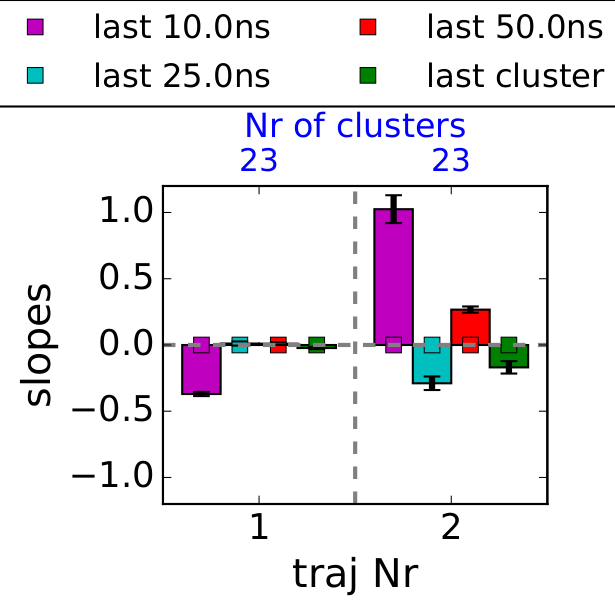 last 10.0ns
last 50.0ns
last 25.0ns
last cluster
Nr of clusters
23
23
1.0
0.5
0.0
−0.5
−1.0
slopes
1
2
traj Nr